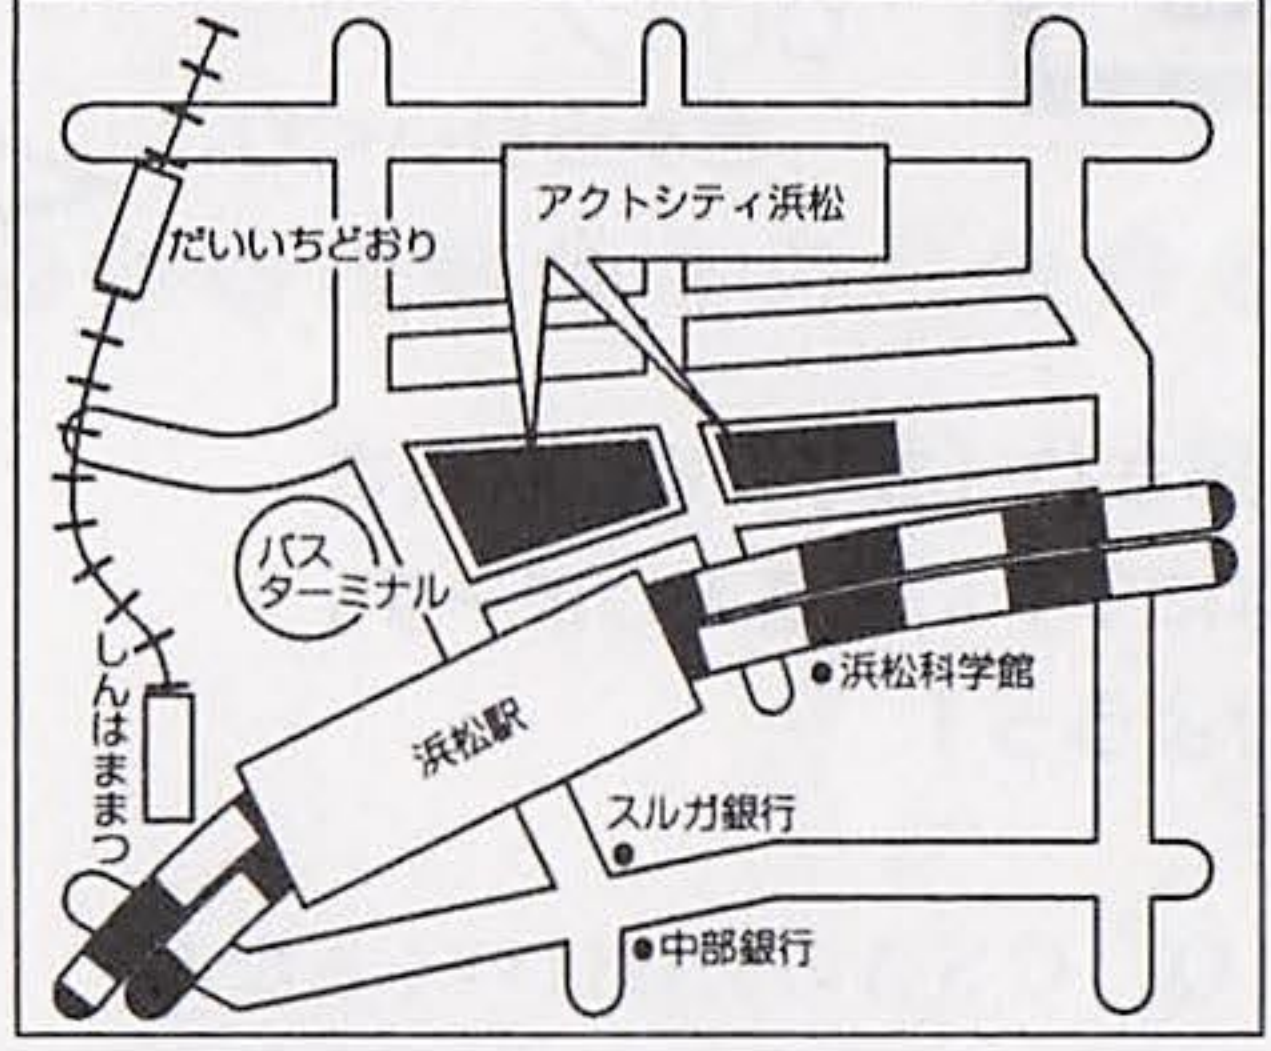 アクトシティ浜松
だいいちどおり
バス
ターミナル
しんはままつ
浜松科学館
浜松駅
スルガ銀行
中部銀行